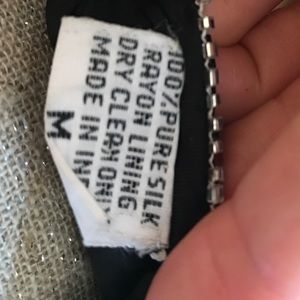 100% PURE SILK
RAYON LINING
DRY CLEAN ONLY
MADE IN
M